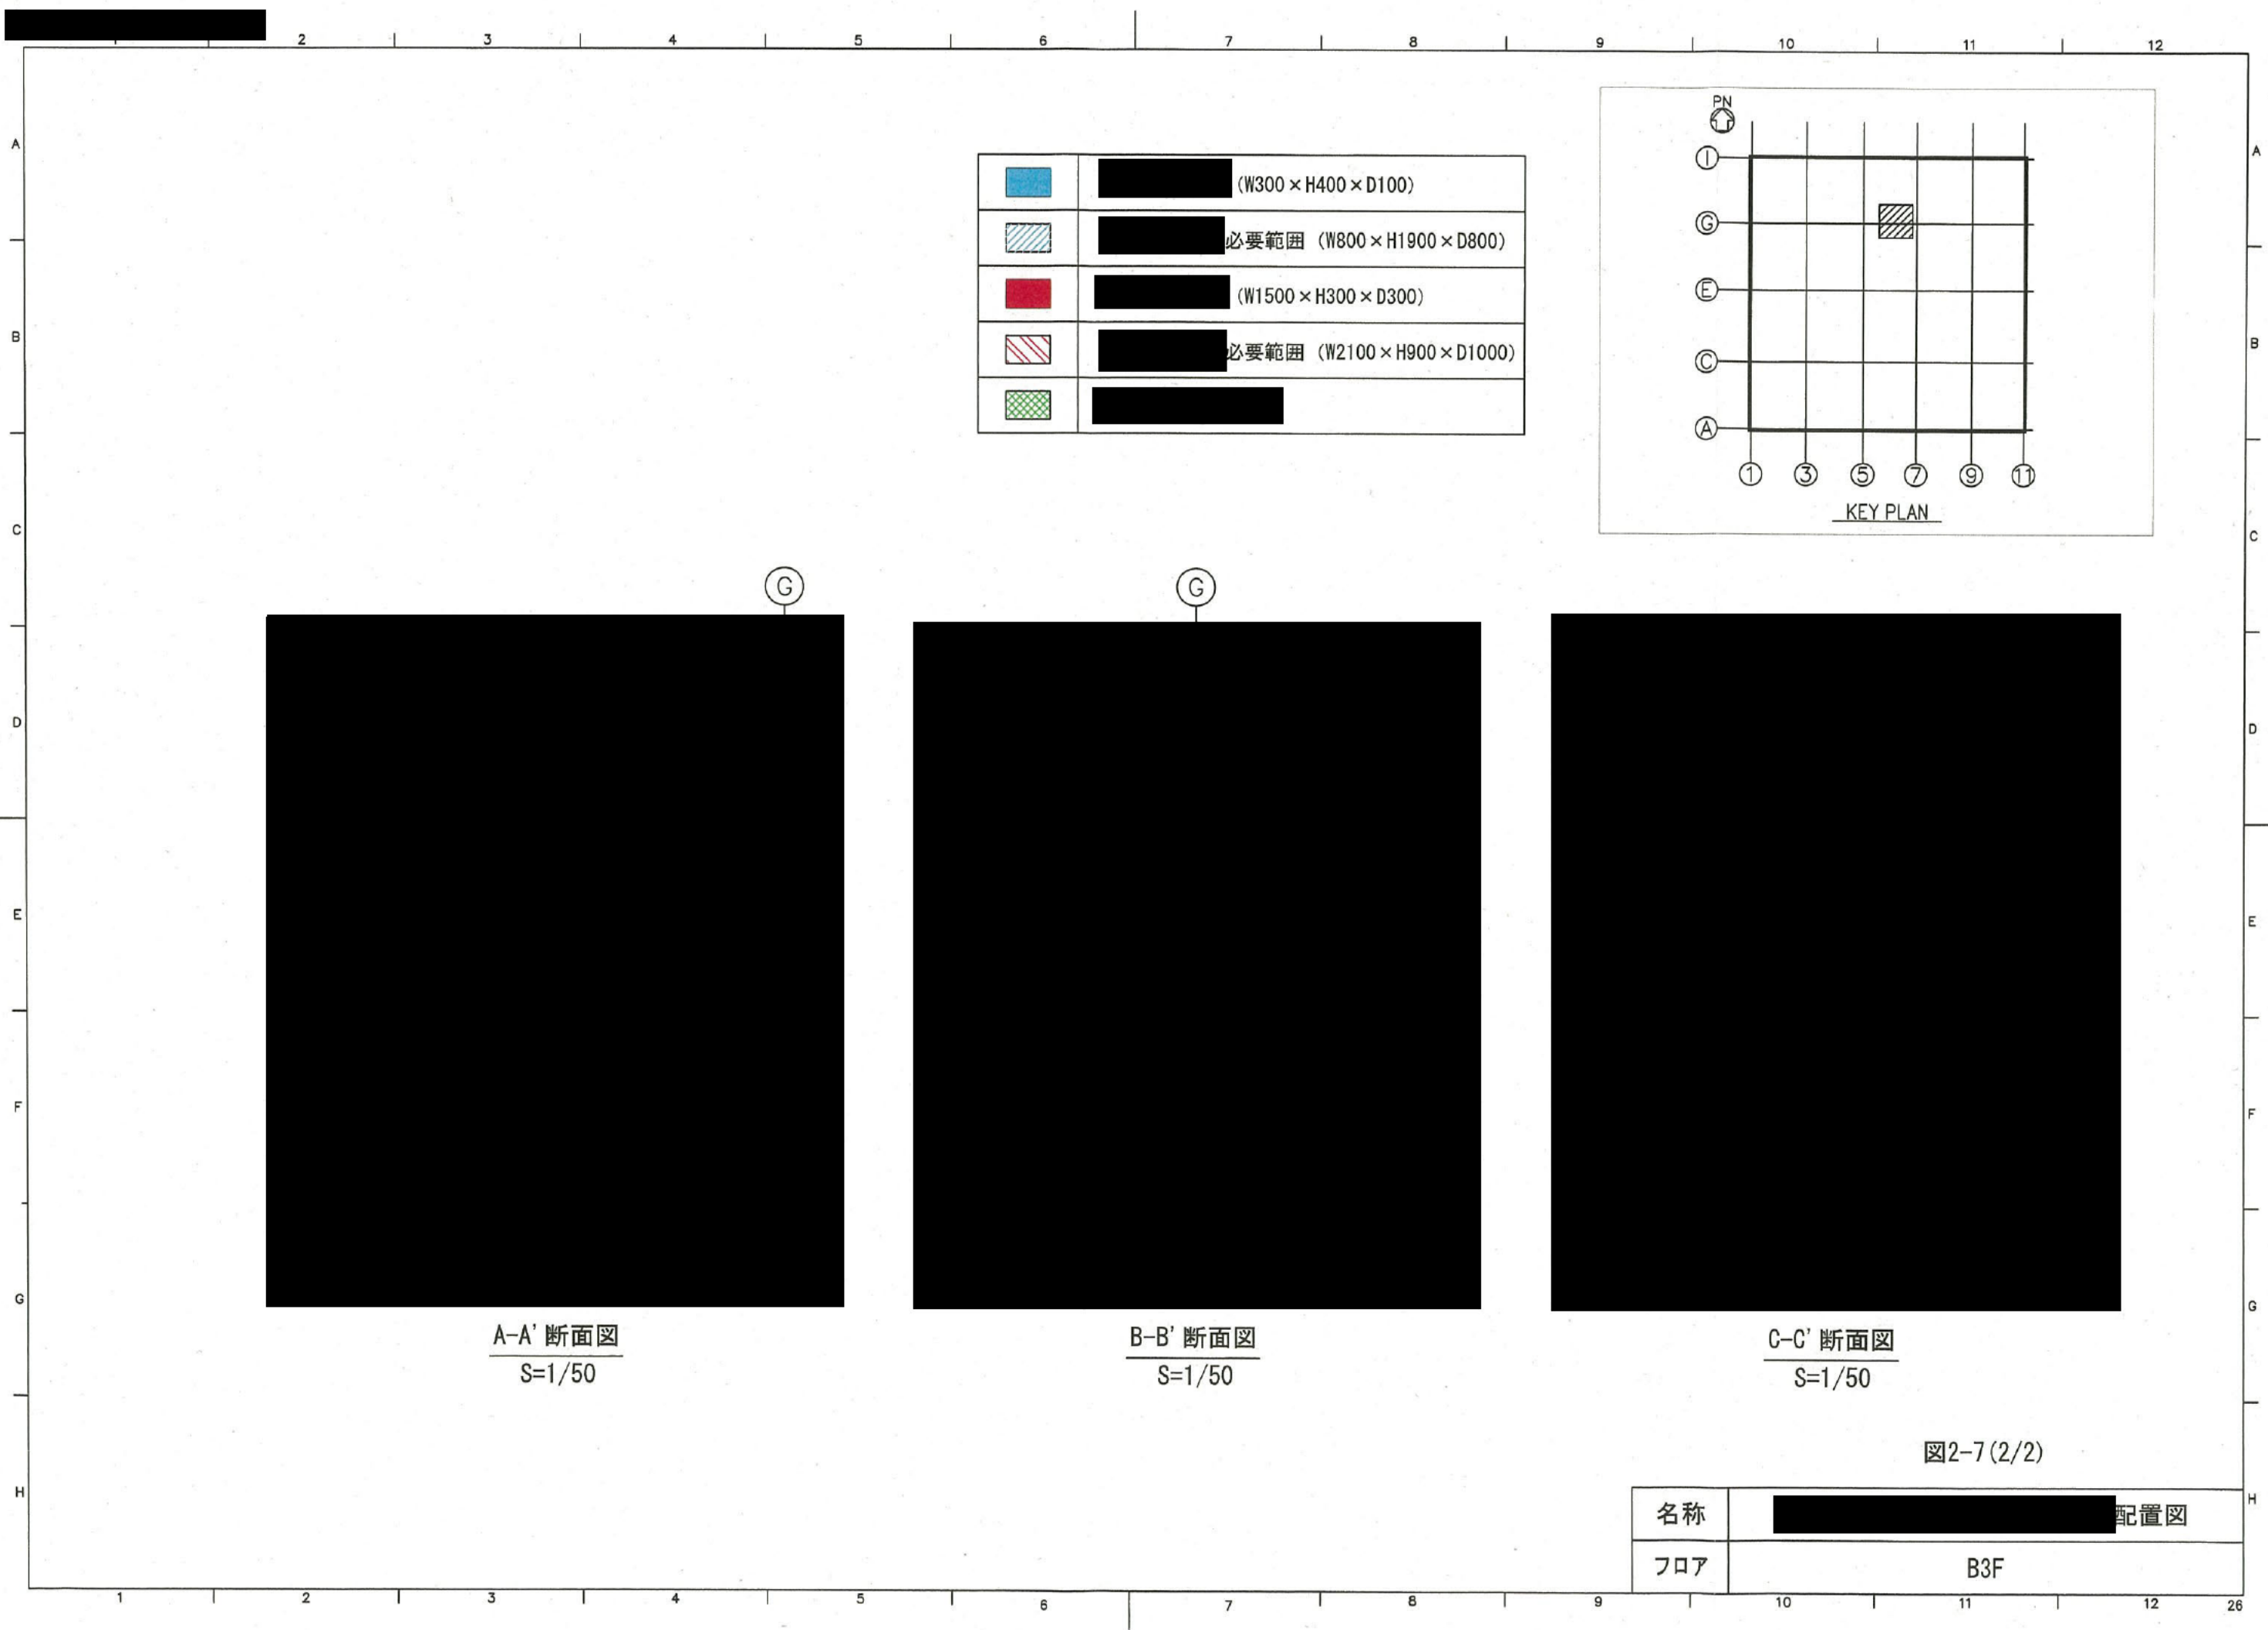 2 3 4 5 6 7 8 9 10 11 12
A
B
C
D
E
F
G
H
(W300×H400×D100)
必要範囲 (W800×H1900×D800)
(W1500×H300×D300)
必要範囲 (W2100×H900×D1000)
PN
I
G
E
C
A
1 3 5 7 9 11
KEY PLAN
A
B
C
D
E
F
G
H
G
G
A-A' 断面図
S=1/50
B-B' 断面図
S=1/50
C-C' 断面図
S=1/50
図2-7(2/2)
名称 配置図
フロア B3F
1 2 3 4 5 6 7 8 9 10 11 12 26